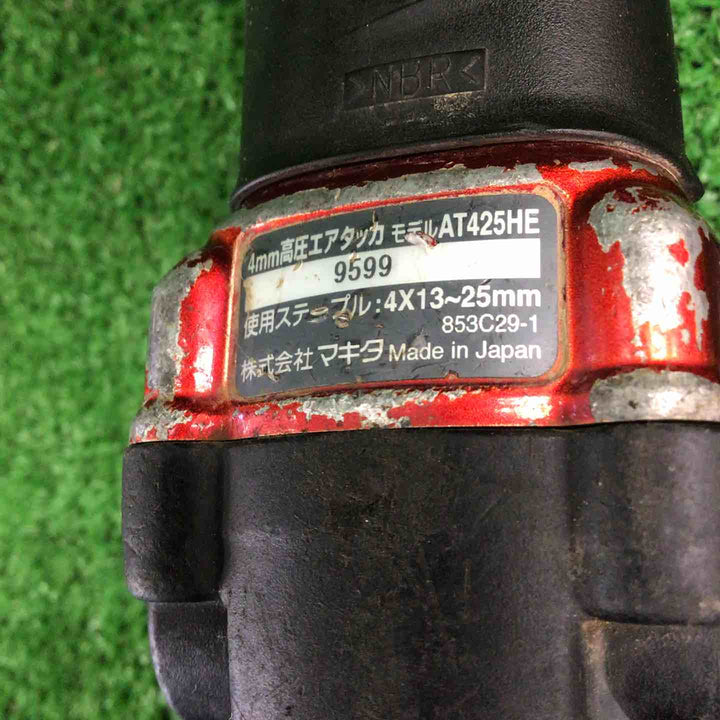 >NBR<
4mm高圧エアタッカ モデルAT425HE
9599
使用ステープル:4X13~25mm
853C29-1
株式会社 マキタ Made in Japan